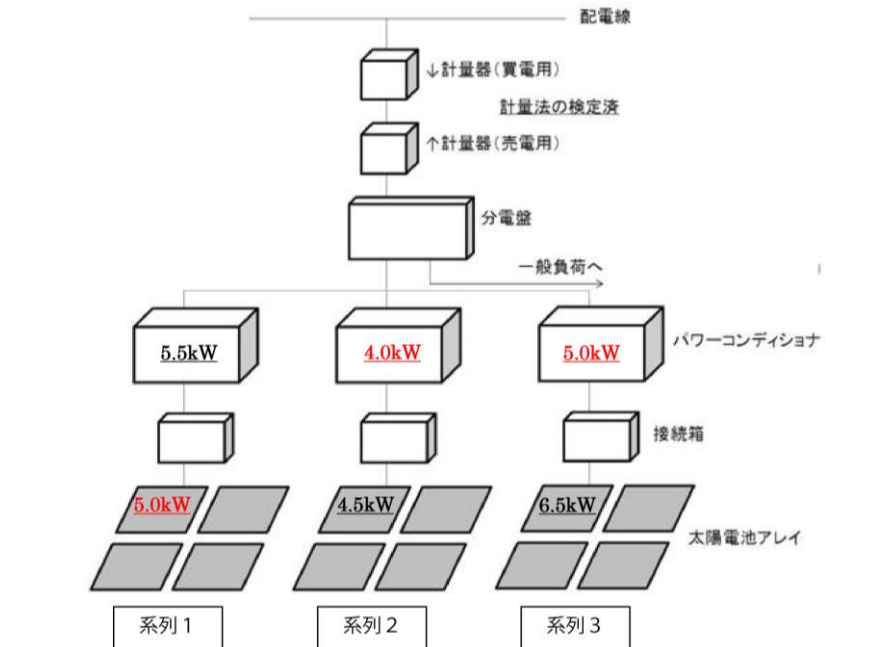 配電線
↓計量器(買電用)
計量法の検定済
↑計量器(売電用)
分電盤
一般負荷へ
5.5kW
4.0kW
5.0kW
パワーコンディショナ
接続箱
5.0kW
4.5kW
6.5kW
太陽電池アレイ
系列1
系列2
系列3